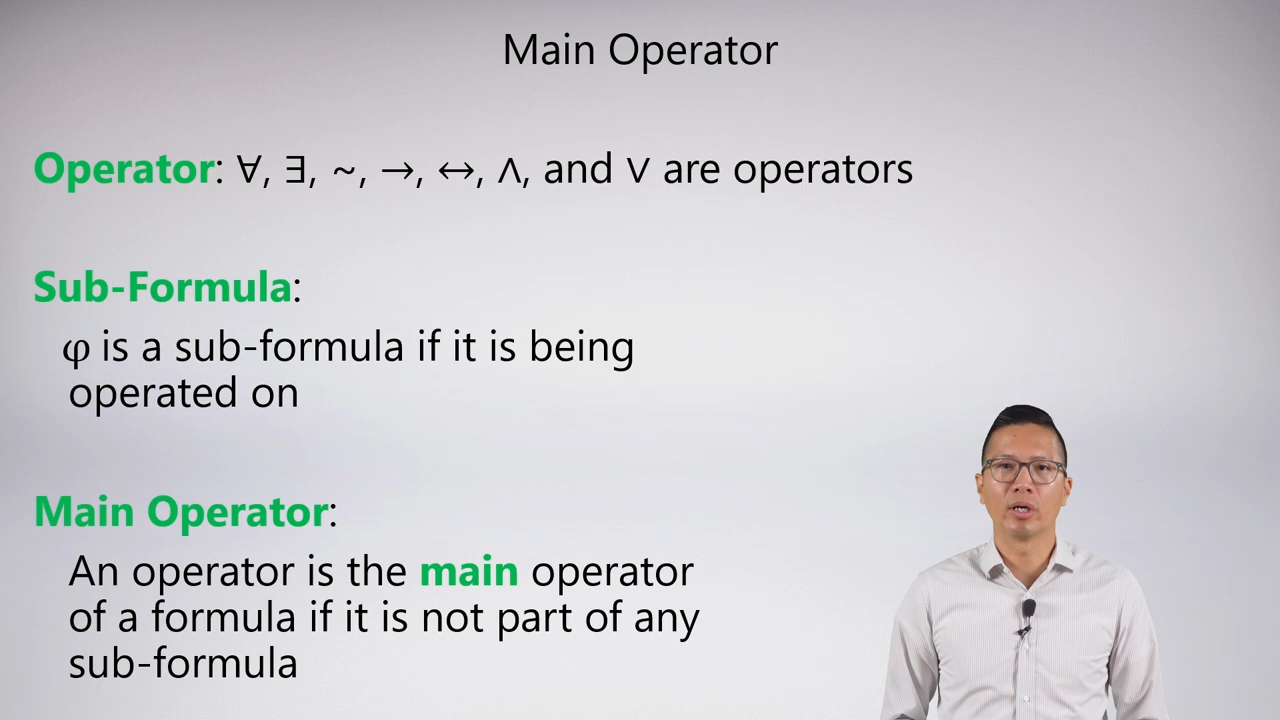 Main Operator
Operator: ∀, ∃, ~, →, ↔, ∧, and ∨ are operators
Sub-Formula:
φ is a sub-formula if it is being
operated on
Main Operator:
An operator is the main operator
of a formula if it is not part of any
sub-formula